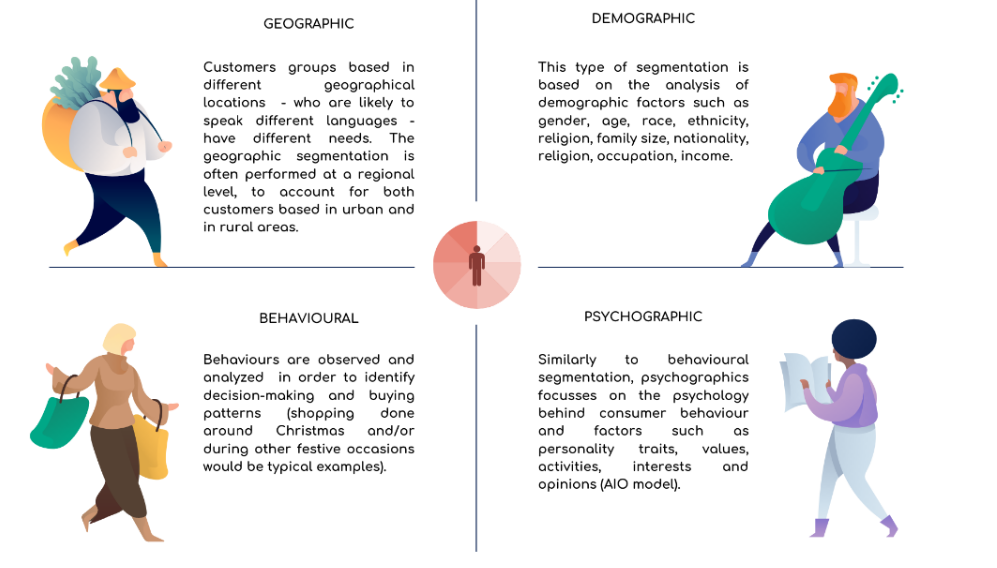 GEOGRAPHIC
Customers groups based in
different geographical
locations - who are likely to
speak different languages -
have different needs. The
geographic segmentation is
often performed at a regional
level, to account for both
customers based in urban and
in rural areas.
DEMOGRAPHIC
This type of segmentation is
based on the analysis of
demographic factors such as
gender, age, race, ethnicity,
religion, family size, nationality,
religion, occupation, income.
BEHAVIOURAL
Behaviours are observed and
analyzed in order to identify
decision-making and buying
patterns (shopping done
around Christmas and/or
during other festive occasions
would be typical examples).
PSYCHOGRAPHIC
Similarly to behavioural
segmentation, psychographics
focusses on the psychology
behind consumer behaviour
and factors such as
personality traits, values,
activities, interests and
opinions (AIO model).